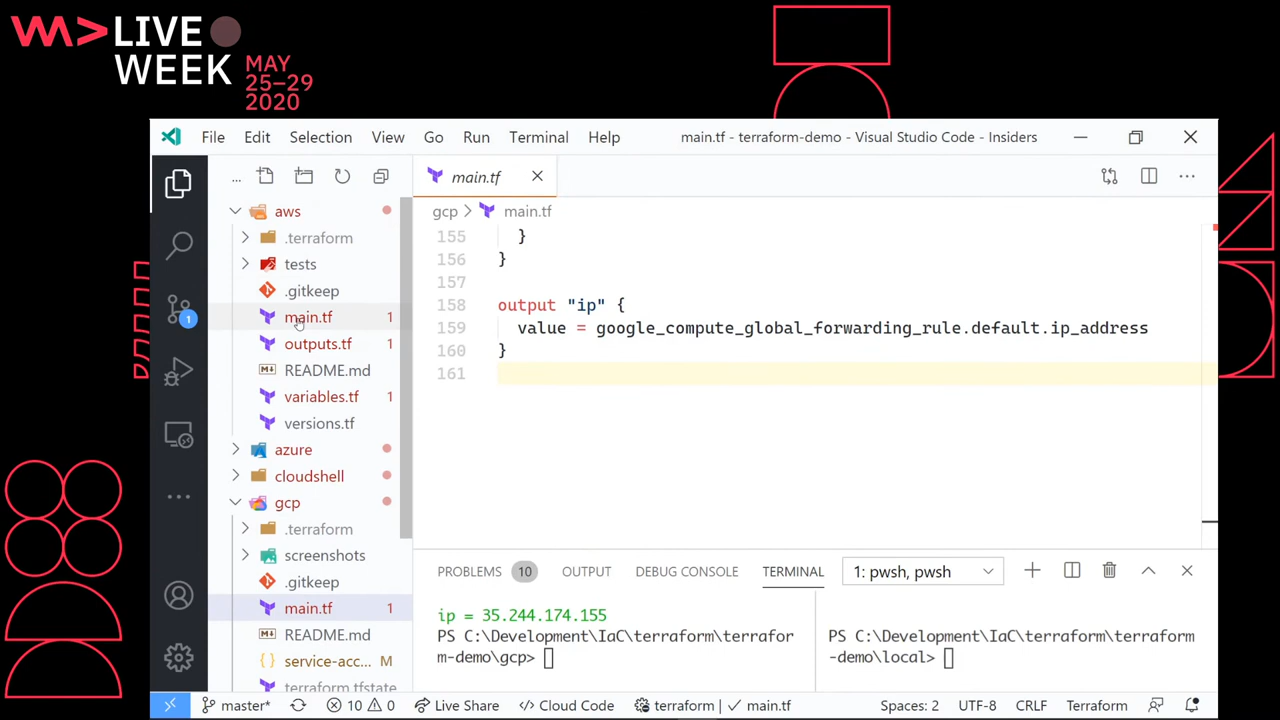 LIVE
WEEK
MAY
25–29
2020
File Edit Selection View Go Run Terminal Help main.tf - terraform-demo - Visual Studio Code - Insiders
... main.tf
aws
gcp > main.tf
.terraform
tests
.gitkeep
main.tf 1
outputs.tf 1
README.md
variables.tf 1
versions.tf
azure
cloudshell
gcp
.terraform
screenshots
.gitkeep
main.tf 1
README.md
{} service-acc... M
terraform.tfstate
155 }
156 }
157
158 output "ip" {
159 value = google_compute_global_forwarding_rule.default.ip_address
160 }
161
PROBLEMS 10 OUTPUT DEBUG CONSOLE TERMINAL 1: pwsh, pwsh
ip = 35.244.174.155
PS C:\Development\IaC\terraform\terrafor
m-demo\gcp>
PS C:\Development\IaC\terraform\terraform
-demo\local>
1
master* 10 0 Live Share Cloud Code terraform | ✓ main.tf Spaces: 2 UTF-8 CRLF Terraform